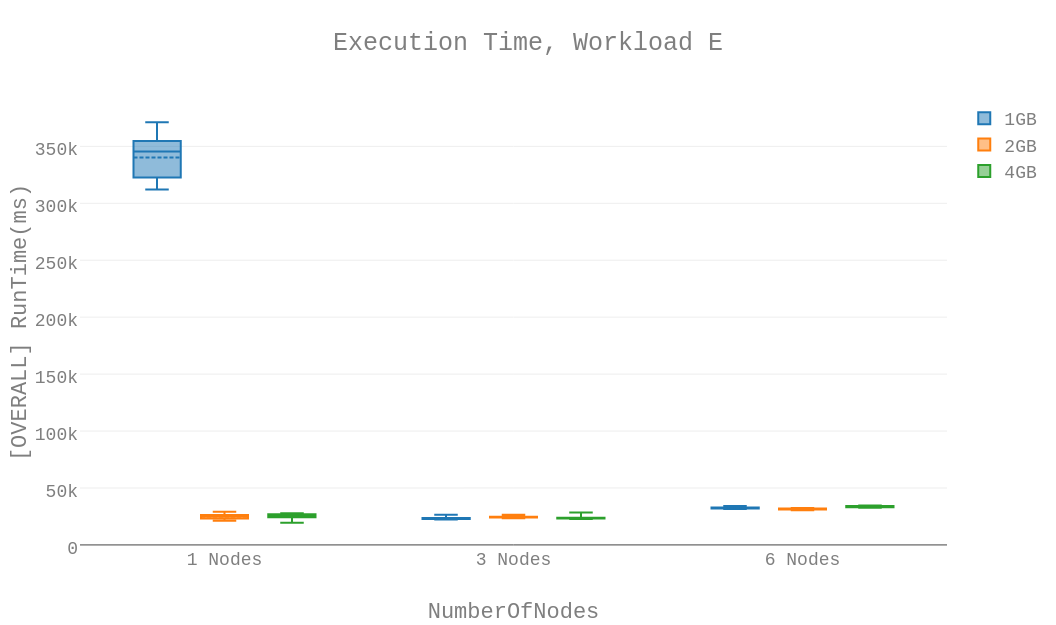 Execution Time, Workload E
1GB
2GB
4GB
[OVERALL] RunTime(ms)
350k
300k
250k
200k
150k
100k
50k
0
1 Nodes
3 Nodes
6 Nodes
NumberOfNodes